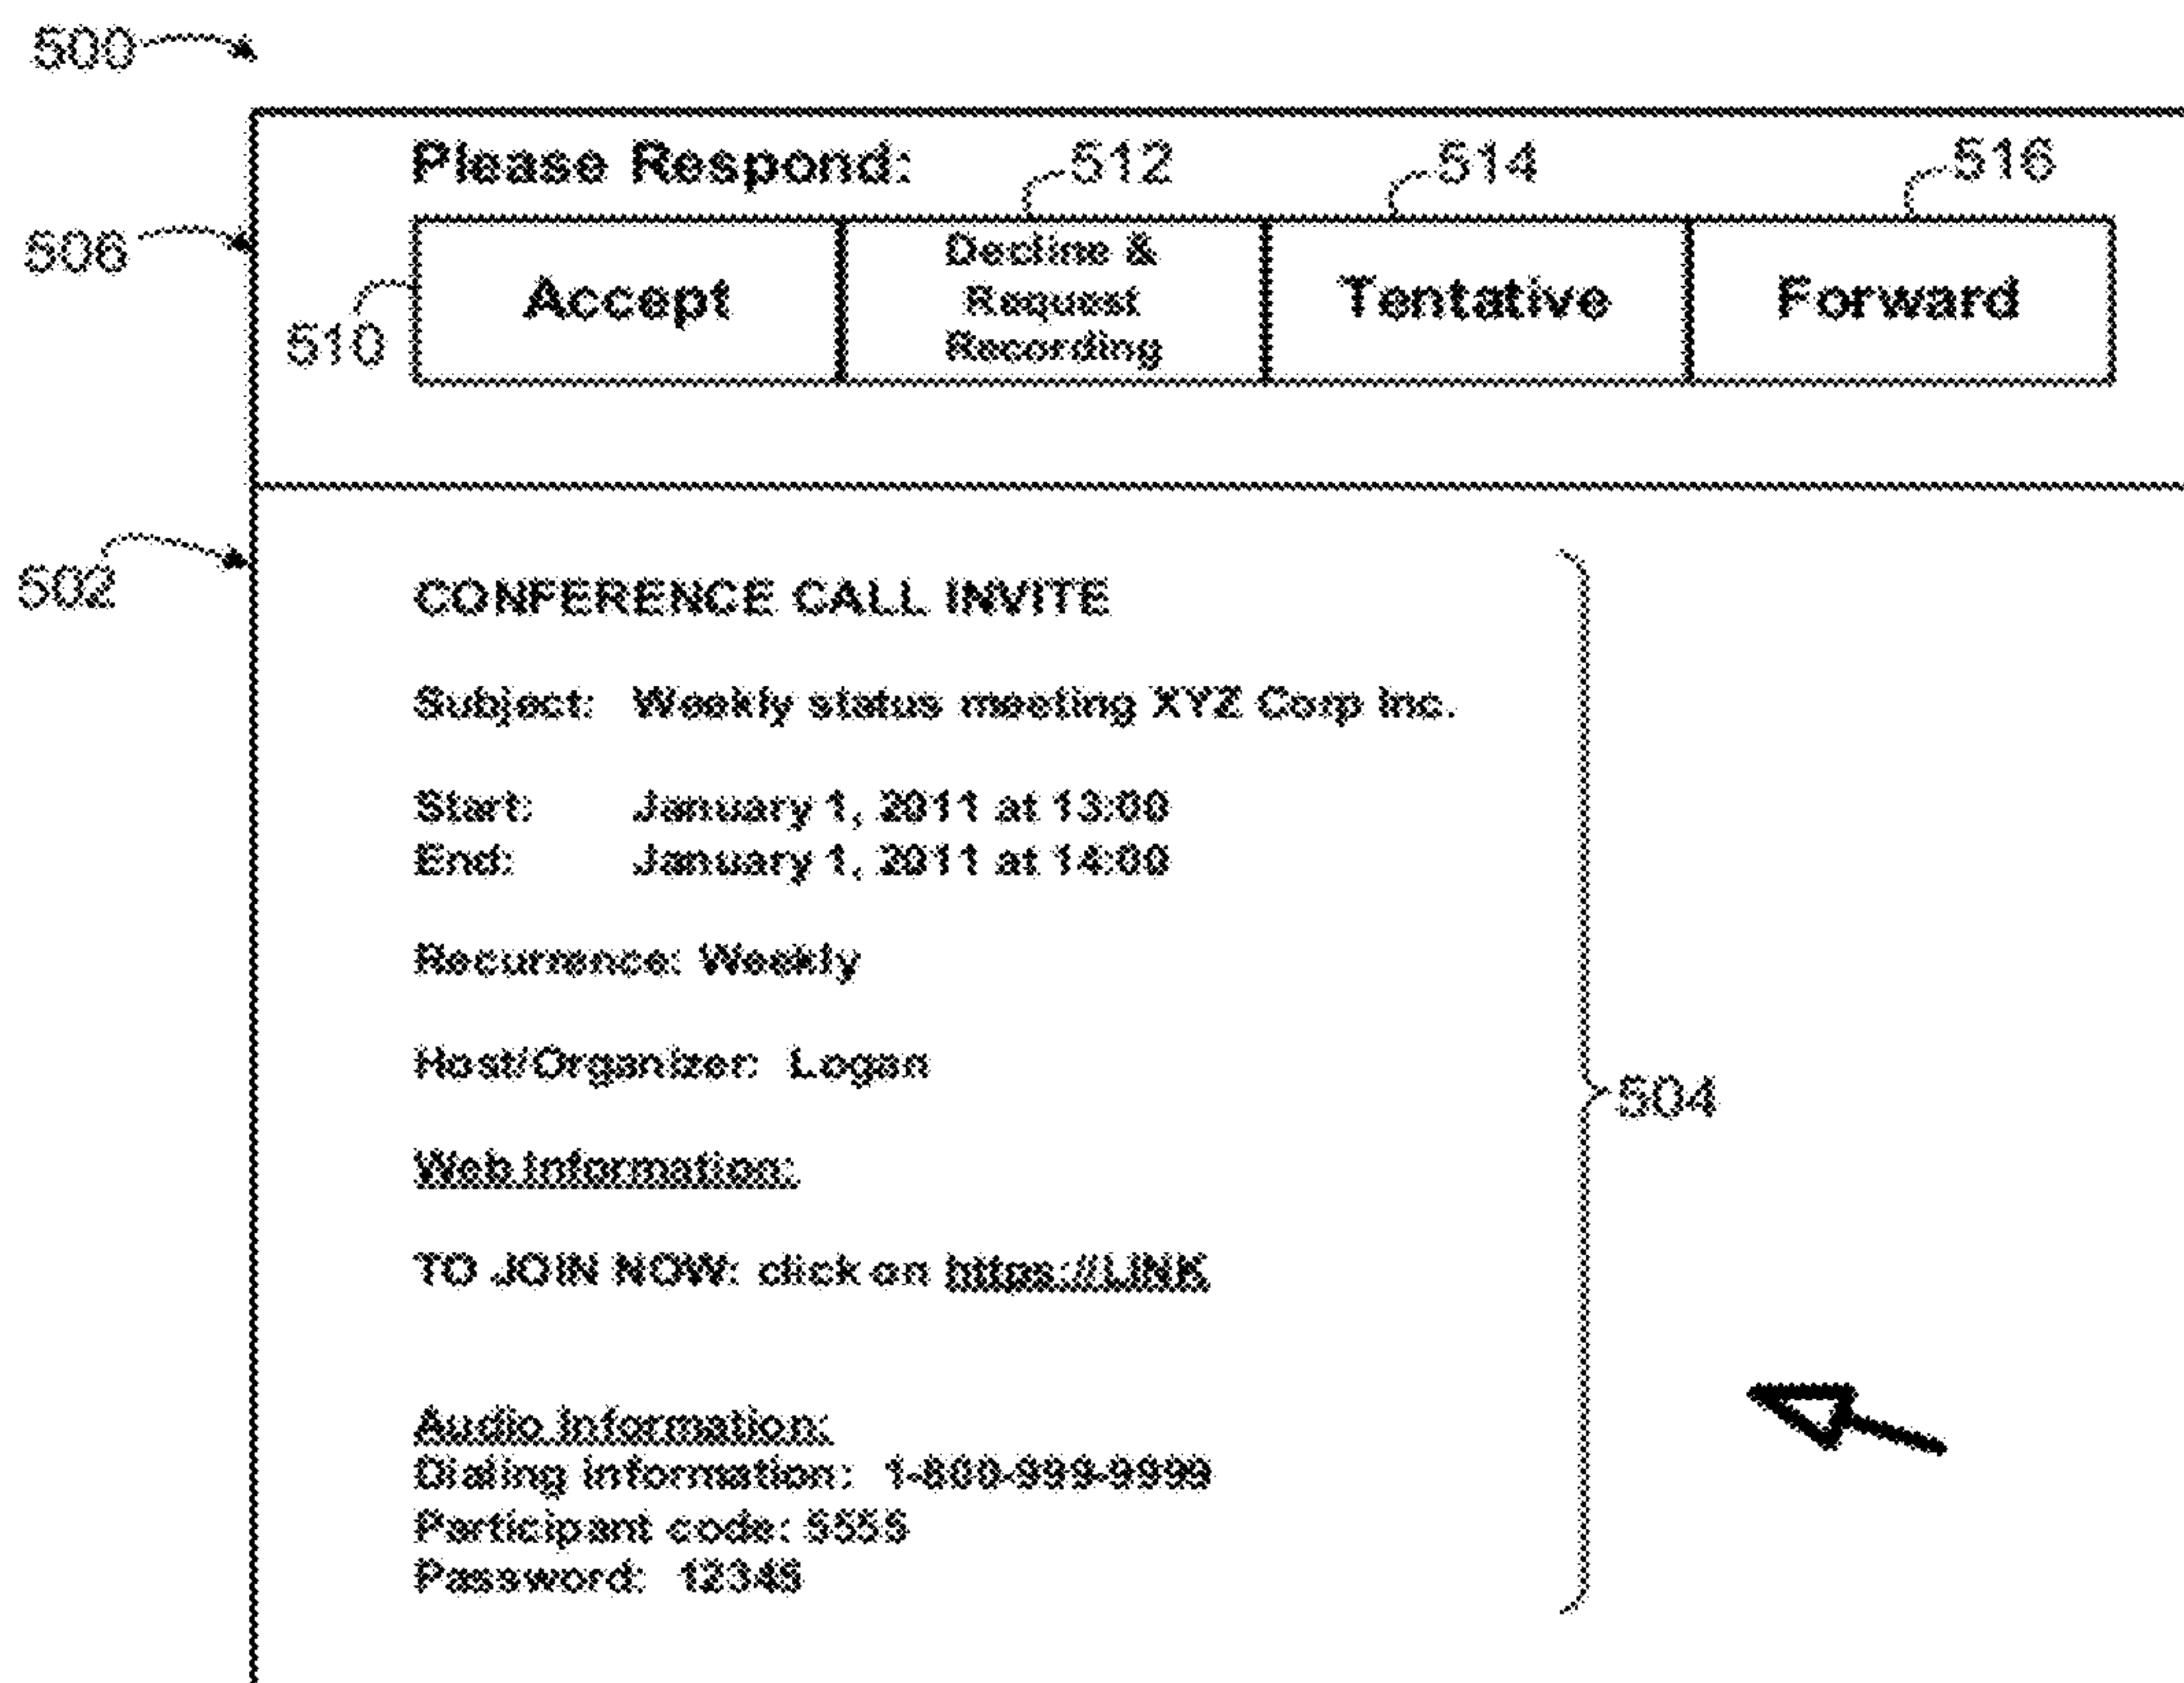 500
Please Respond:
512
514
516
506
Accept
Decline &
Request
Recording
Tentative
Forward
510
502
CONFERENCE CALL INVITE
Subject: Weekly status meeting XYZ Corp Inc.
Start: January 1, 2011 at 13:00
End: January 1, 2011 at 14:00
Recurrence: Weekly
Host/Organizer: Logan
504
Web Information:
TO JOIN NOW: click on https://LINK
Audio Information:
Dialing information: 1-800-999-9999
Participant code: 5555
Password: 12345